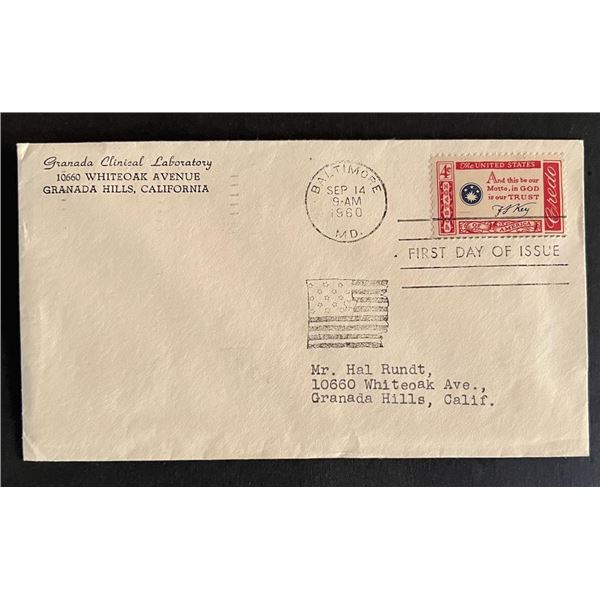 Granada Clinical Laboratory
10660 WHITEOAK AVENUE
GRANADA HILLS, CALIFORNIA
BALTIMORE
SEP 14
9-AM
1960
MD.
4¢
The UNITED STATES
And this be our
Motto, in GOD
is our TRUST
F S Key
Credo
OF AMERICA
FIRST DAY OF ISSUE
Mr. Hal Rundt,
10660 Whiteoak Ave.,
Granada Hills, Calif.